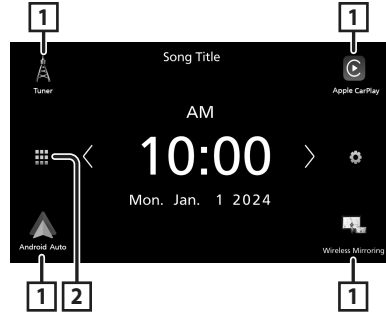 1
1
Song Title
Tuner
Apple CarPlay
AM
10:00
Mon. Jan. 1 2024
Android Auto
Wireless Mirroring
1
2
1